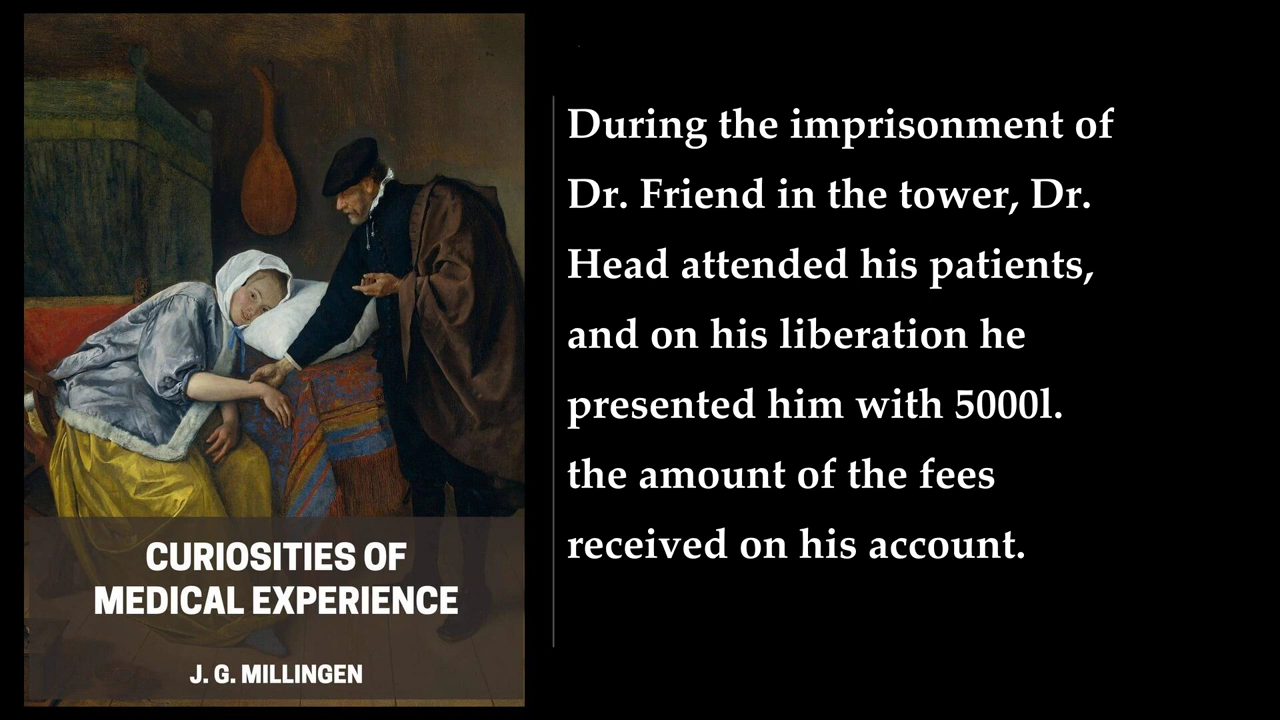 CURIOSITIES OF
MEDICAL EXPERIENCE
J. G. MILLINGEN
During the imprisonment of
Dr. Friend in the tower, Dr.
Head attended his patients,
and on his liberation he
presented him with 5000l.
the amount of the fees
received on his account.